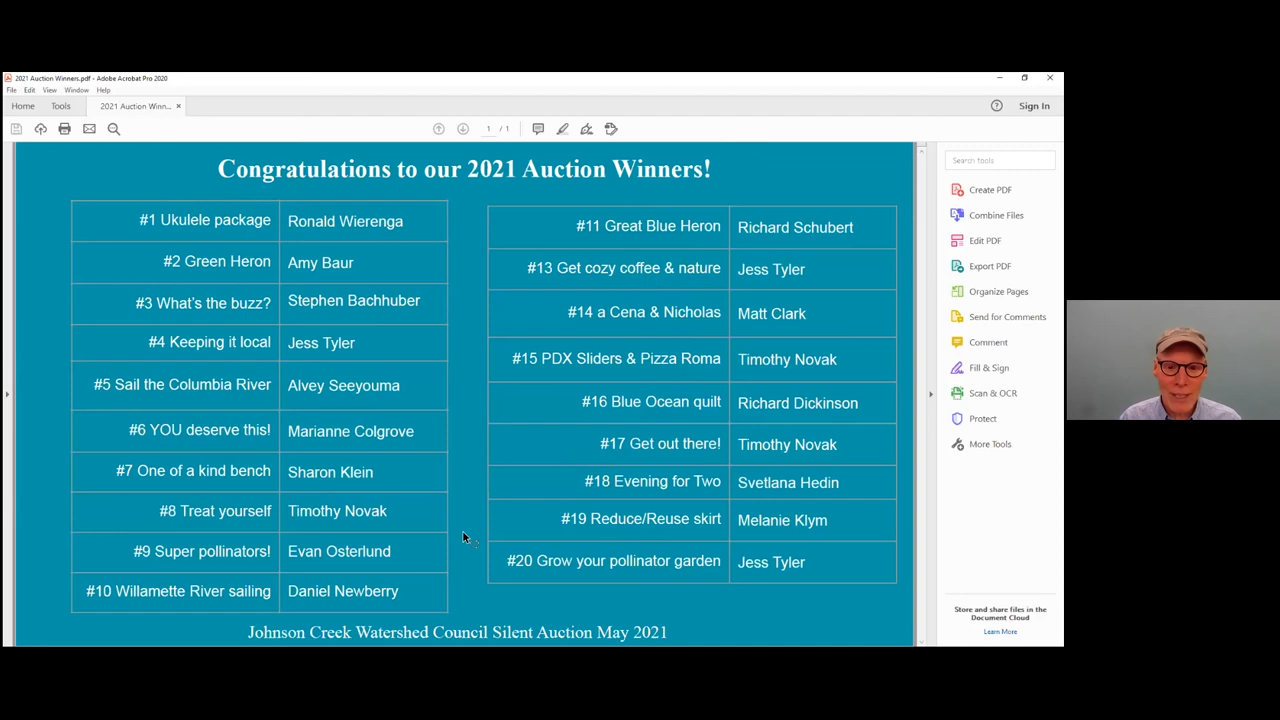 2021 Auction Winners.pdf - Adobe Acrobat Pro 2020
File Edit View Window Help
Home Tools 2021 Auction Winn... × Sign In
1 / 1
Search tools
Congratulations to our 2021 Auction Winners!
#1 Ukulele package Ronald Wierenga
#2 Green Heron Amy Baur
#3 What's the buzz? Stephen Bachhuber
#4 Keeping it local Jess Tyler
#5 Sail the Columbia River Alvey Seeyouma
#6 YOU deserve this! Marianne Colgrove
#7 One of a kind bench Sharon Klein
#8 Treat yourself Timothy Novak
#9 Super pollinators! Evan Osterlund
#10 Willamette River sailing Daniel Newberry
#11 Great Blue Heron Richard Schubert
#13 Get cozy coffee & nature Jess Tyler
#14 a Cena & Nicholas Matt Clark
#15 PDX Sliders & Pizza Roma Timothy Novak
#16 Blue Ocean quilt Richard Dickinson
#17 Get out there! Timothy Novak
#18 Evening for Two Svetlana Hedin
#19 Reduce/Reuse skirt Melanie Klym
#20 Grow your pollinator garden Jess Tyler
Johnson Creek Watershed Council Silent Auction May 2021
Create PDF
Combine Files
Edit PDF
Export PDF
Organize Pages
Send for Comments
Comment
Fill & Sign
Scan & OCR
Protect
More Tools
Store and share files in the
Document Cloud
Learn More